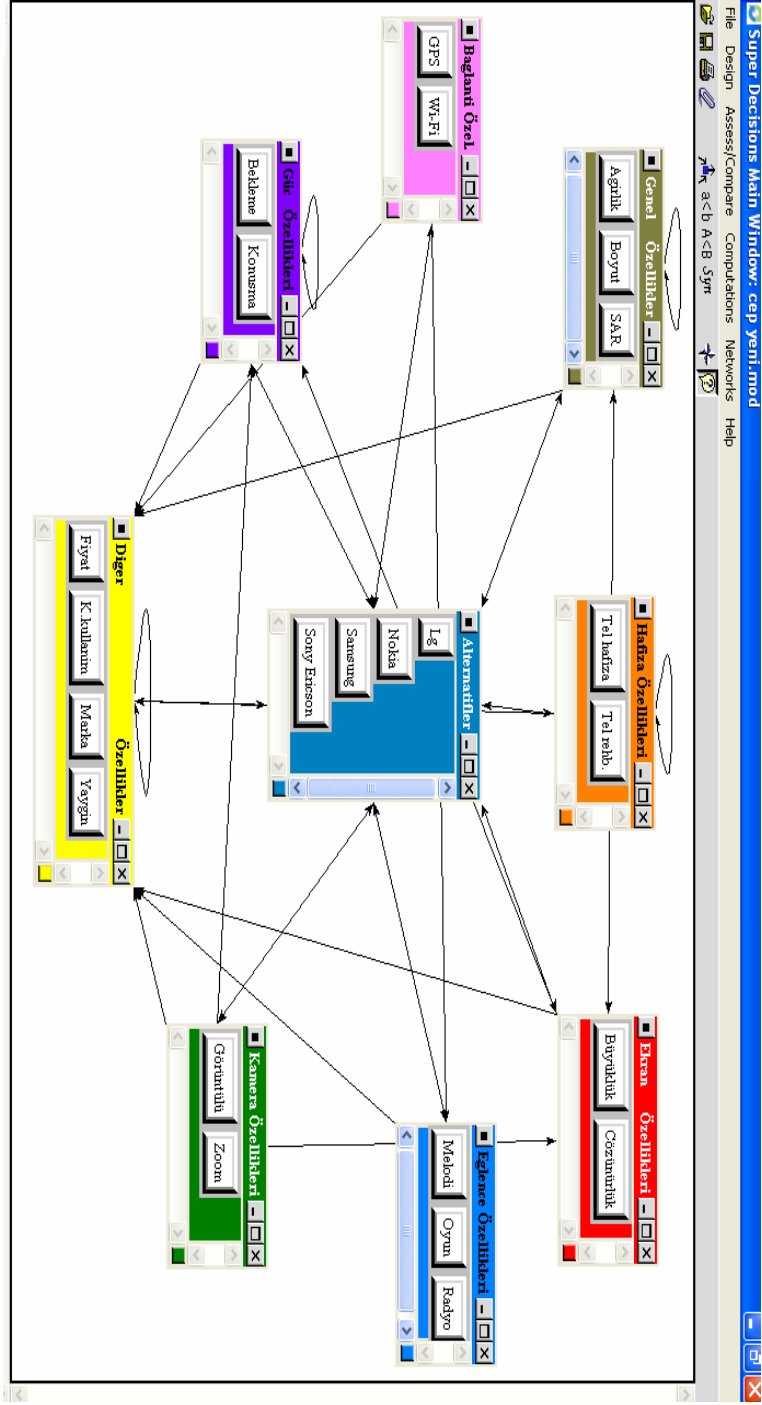 Super Decisions Main Window: cep yeni.mod
File Design Assess/Compare Computations Networks Help
a<b A<B Syn
Genel Özellikler
Agirlik Boyut SAR
Hafiza Özellikleri
Tel hafiza Tel rehb.
Ekran Özellikleri
Büyüklük Cözünürlük
Baglanti Özel.
GPS Wi-Fi
Alternatifler
Lg
Nokia
Samsung
Sony Ericson
Eglence Özellikleri
Melodi Oyun Radyo
Güc Özellikleri
Bekleme Konusma
Kamera Özellikleri
Görüntülü Zoom
Diger Özellikler
Fiyat K.kullanim Marka Yaygin